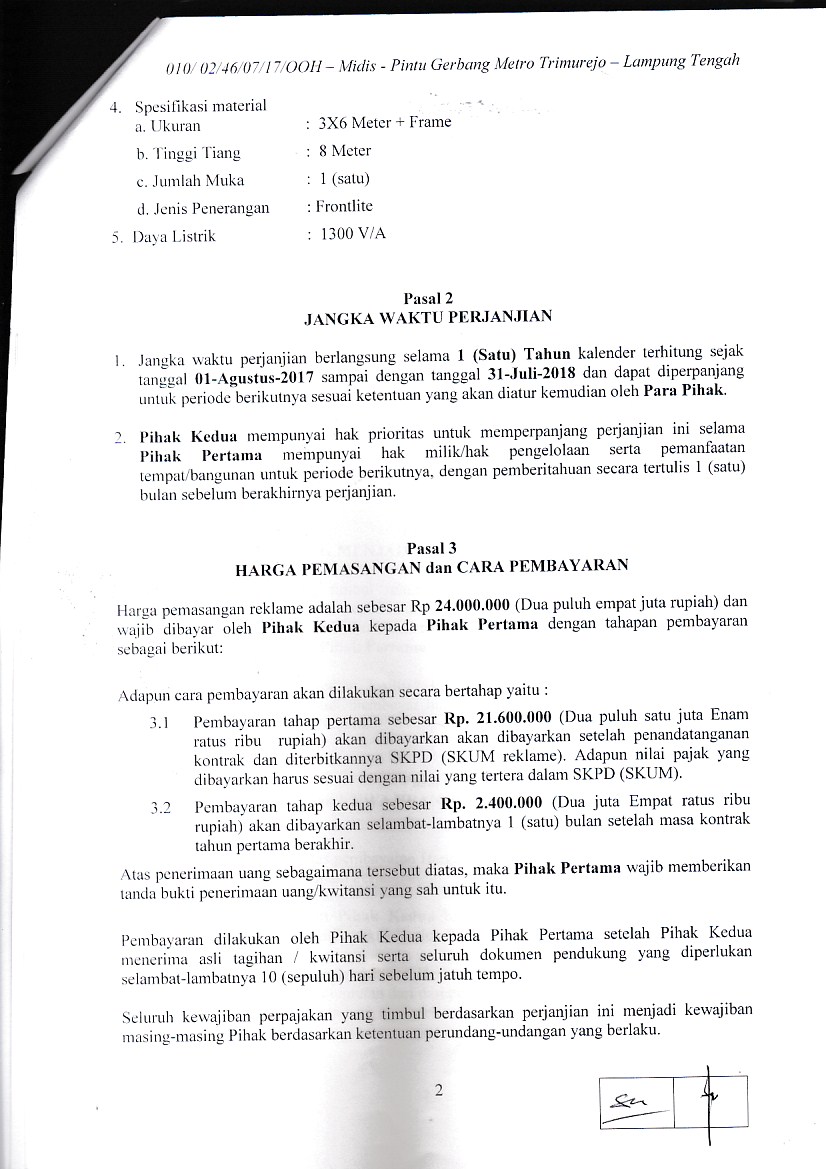 010/ 02/46/07/17/OOH – Midis - Pintu Gerbang Metro Trimurejo – Lampung Tengah
4. Spesifikasi material
a. Ukuran : 3X6 Meter + Frame
b. Tinggi Tiang : 8 Meter
c. Jumlah Muka : 1 (satu)
d. Jenis Penerangan : Frontlite
5. Daya Listrik : 1300 V/A
Pasal 2
JANGKA WAKTU PERJANJIAN
1. Jangka waktu perjanjian berlangsung selama 1 (Satu) Tahun kalender terhitung sejak
tanggal 01-Agustus-2017 sampai dengan tanggal 31-Juli-2018 dan dapat diperpanjang
untuk periode berikutnya sesuai ketentuan yang akan diatur kemudian oleh Para Pihak.
2. Pihak Kedua mempunyai hak prioritas untuk memperpanjang perjanjian ini selama
Pihak Pertama mempunyai hak milik/hak pengelolaan serta pemanfaatan
tempat/bangunan untuk periode berikutnya, dengan pemberitahuan secara tertulis 1 (satu)
bulan sebelum berakhirnya perjanjian.
Pasal 3
HARGA PEMASANGAN dan CARA PEMBAYARAN
Harga pemasangan reklame adalah sebesar Rp 24.000.000 (Dua puluh empat juta rupiah) dan
wajib dibayar oleh Pihak Kedua kepada Pihak Pertama dengan tahapan pembayaran
sebagai berikut:
Adapun cara pembayaran akan dilakukan secara bertahap yaitu :
3.1 Pembayaran tahap pertama sebesar Rp. 21.600.000 (Dua puluh satu juta Enam
ratus ribu rupiah) akan dibayarkan akan dibayarkan setelah penandatanganan
kontrak dan diterbitkannya SKPD (SKUM reklame). Adapun nilai pajak yang
dibayarkan harus sesuai dengan nilai yang tertera dalam SKPD (SKUM).
3.2 Pembayaran tahap kedua sebesar Rp. 2.400.000 (Dua juta Empat ratus ribu
rupiah) akan dibayarkan selambat-lambatnya 1 (satu) bulan setelah masa kontrak
tahun pertama berakhir.
Atas penerimaan uang sebagaimana tersebut diatas, maka Pihak Pertama wajib memberikan
tanda bukti penerimaan uang/kwitansi yang sah untuk itu.
Pembayaran dilakukan oleh Pihak Kedua kepada Pihak Pertama setelah Pihak Kedua
menerima asli tagihan / kwitansi serta seluruh dokumen pendukung yang diperlukan
selambat-lambatnya 10 (sepuluh) hari sebelum jatuh tempo.
Seluruh kewajiban perpajakan yang timbul berdasarkan perjanjian ini menjadi kewajiban
masing-masing Pihak berdasarkan ketentuan perundang-undangan yang berlaku.
2